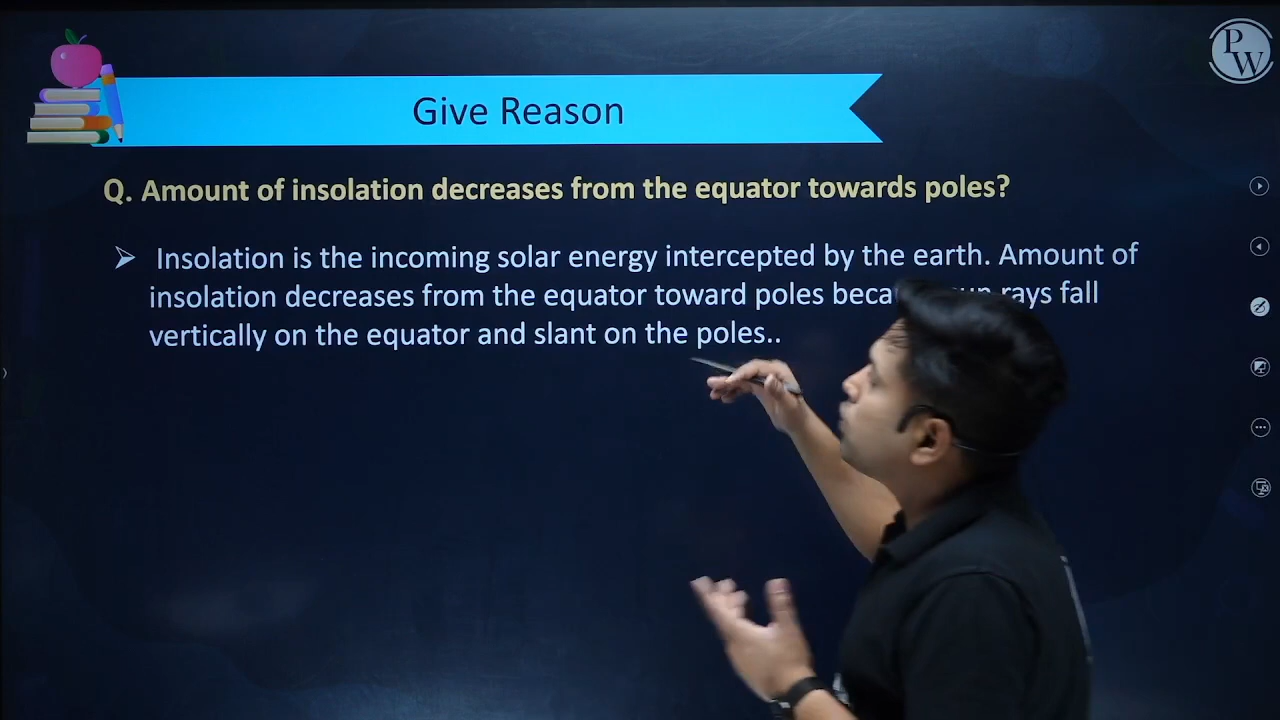 PW
Give Reason
Q. Amount of insolation decreases from the equator towards poles?
➢ Insolation is the incoming solar energy intercepted by the earth. Amount of
insolation decreases from the equator toward poles rays fall
vertically on the equator and slant on the poles..